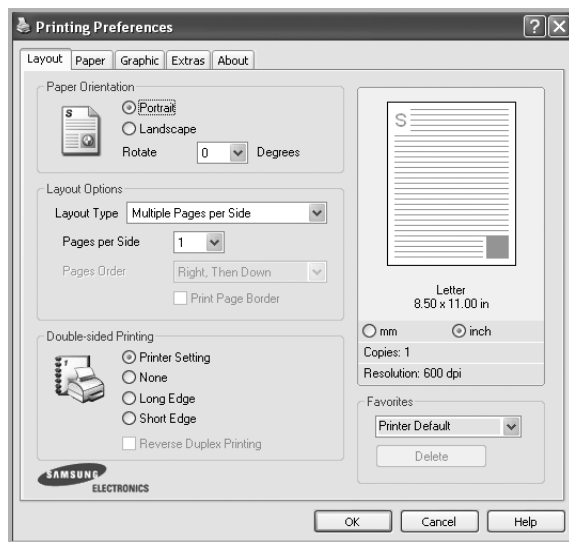 Printing Preferences
Layout Paper Graphic Extras About
Paper Orientation
S
Portrait
Landscape
Rotate 0 Degrees
Layout Options
Layout Type Multiple Pages per Side
Pages per Side 1
Pages Order Right, Then Down
Print Page Border
Double-sided Printing
Printer Setting
None
Long Edge
Short Edge
Reverse Duplex Printing
SAMSUNG
ELECTRONICS
S
Letter
8.50 x 11.00 in
mm inch
Copies: 1
Resolution: 600 dpi
Favorites
Printer Default
Delete
OK Cancel Help